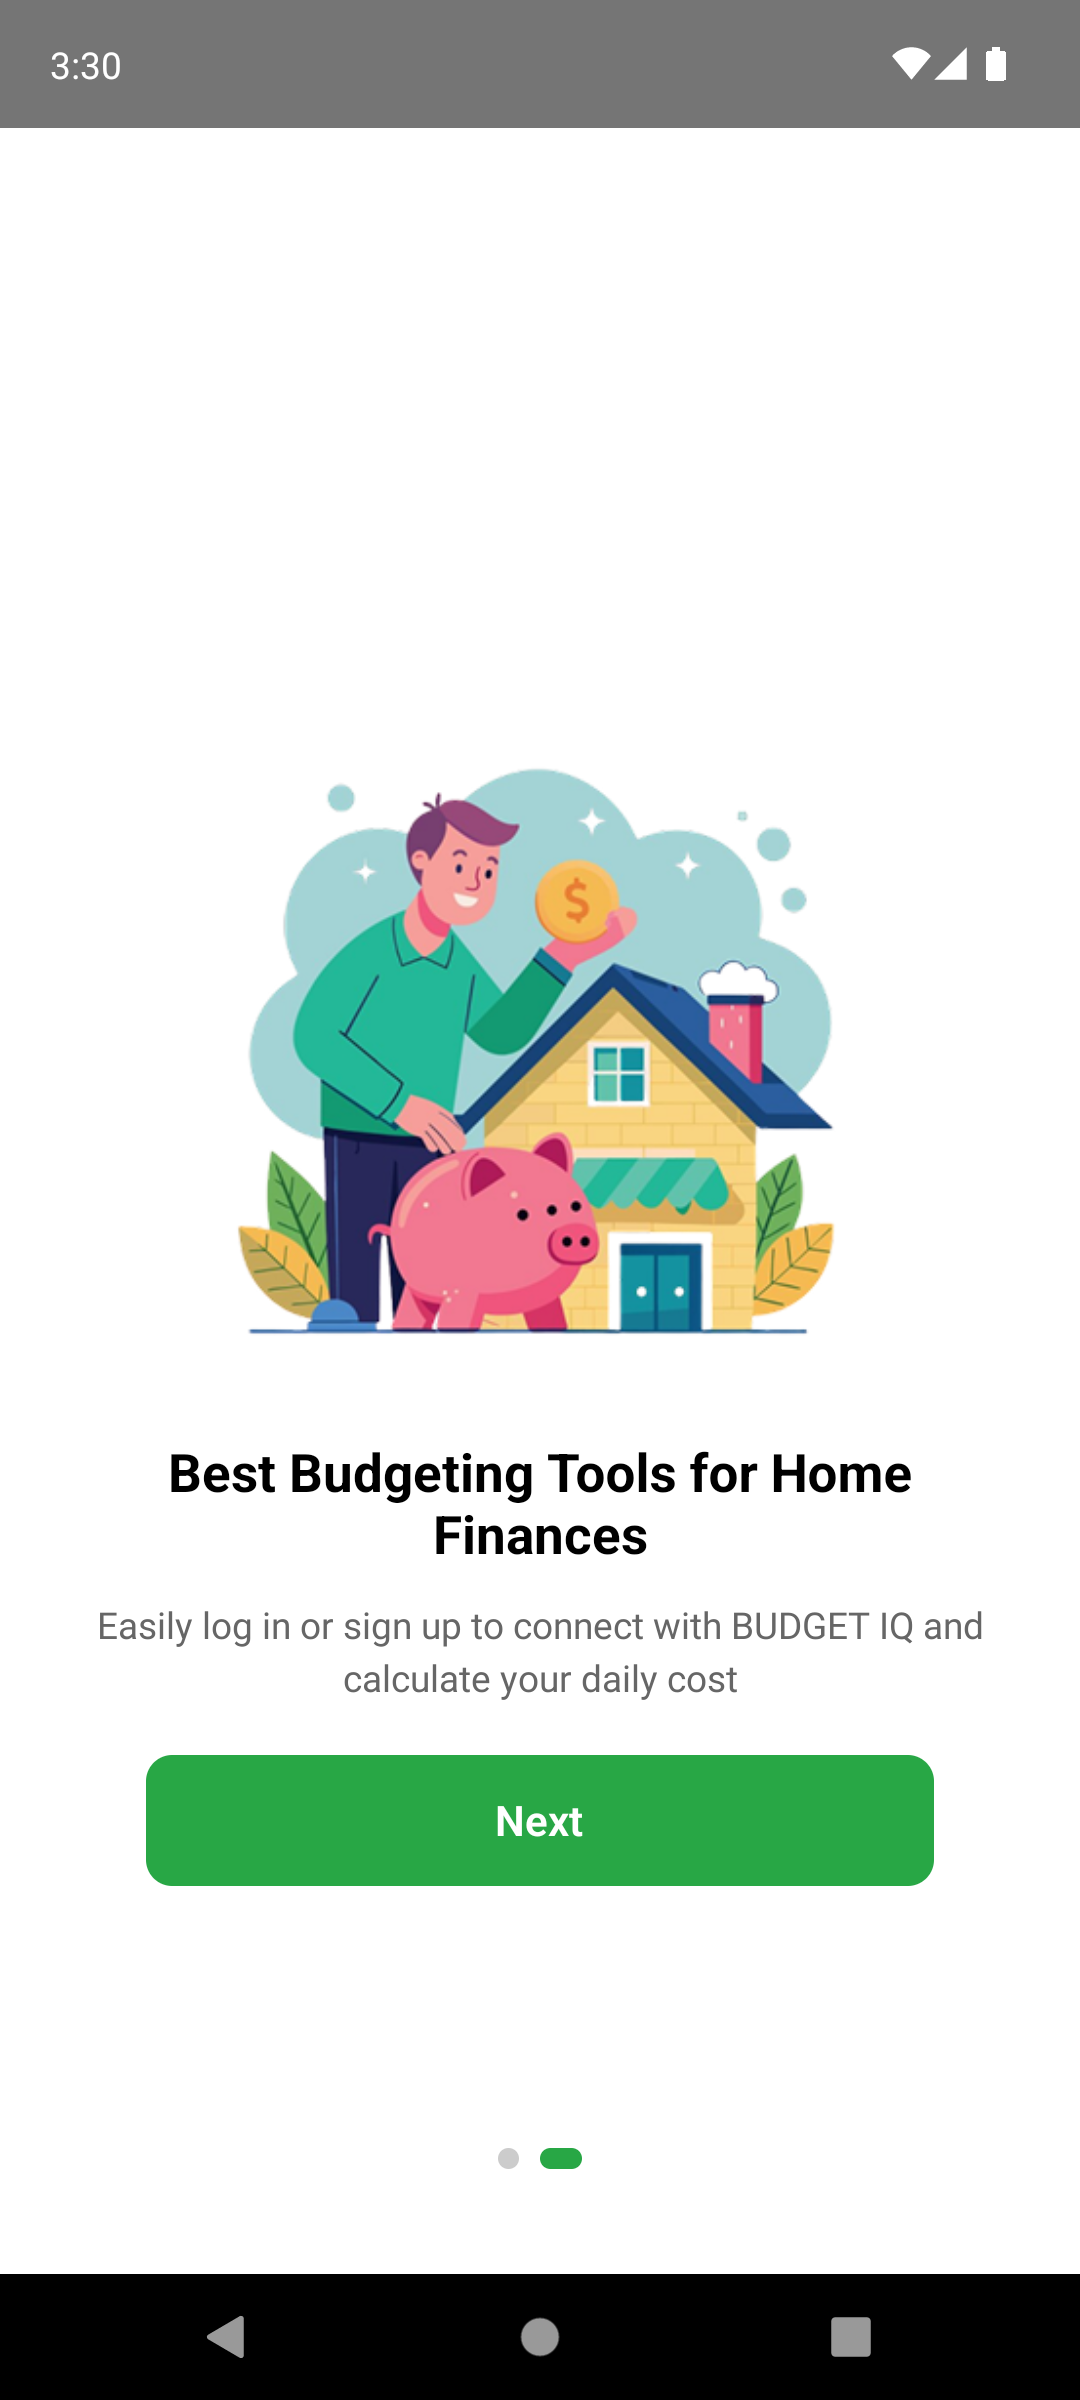 3:30
$
Best Budgeting Tools for Home
Finances
Easily log in or sign up to connect with BUDGET IQ and
calculate your daily cost
Next